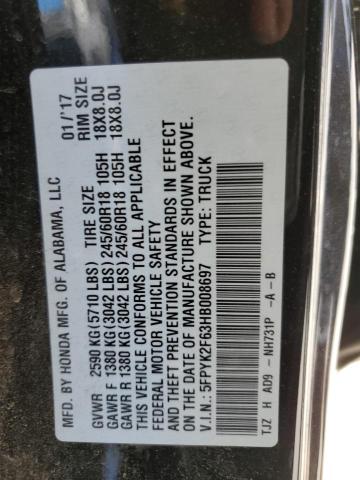 MFD. BY HONDA MFG. OF ALABAMA, LLC 01/'17
GVWR 2590 KG(5710 LBS) TIRE SIZE RIM SIZE
GAWR F 1380 KG(3042 LBS) 245/60R18 105H 18X8.0J
GAWR R 1380 KG(3042 LBS) 245/60R18 105H 18X8.0J
THIS VEHICLE CONFORMS TO ALL APPLICABLE
FEDERAL MOTOR VEHICLE SAFETY
AND THEFT PREVENTION STANDARDS IN EFFECT
ON THE DATE OF MANUFACTURE SHOWN ABOVE.
V.I.N.: 5FPYK2F63HB008697 TYPE: TRUCK
TJZ H AD9 - NH731P -A-B